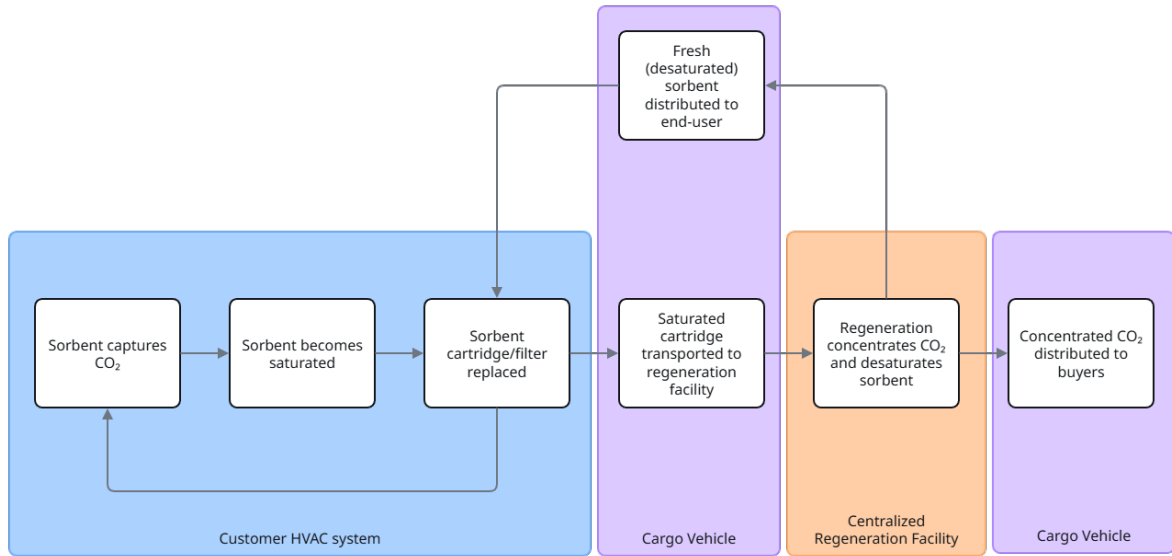 Fresh
(desaturated)
sorbent
distributed to
end-user
Sorbent captures
CO₂
Sorbent becomes
saturated
Sorbent
cartridge/filter
replaced
Saturated
cartridge
transported to
regeneration
facility
Regeneration
concentrates CO₂
and desaturates
sorbent
Concentrated CO₂
distributed to
buyers
Customer HVAC system
Cargo Vehicle
Centralized
Regeneration Facility
Cargo Vehicle